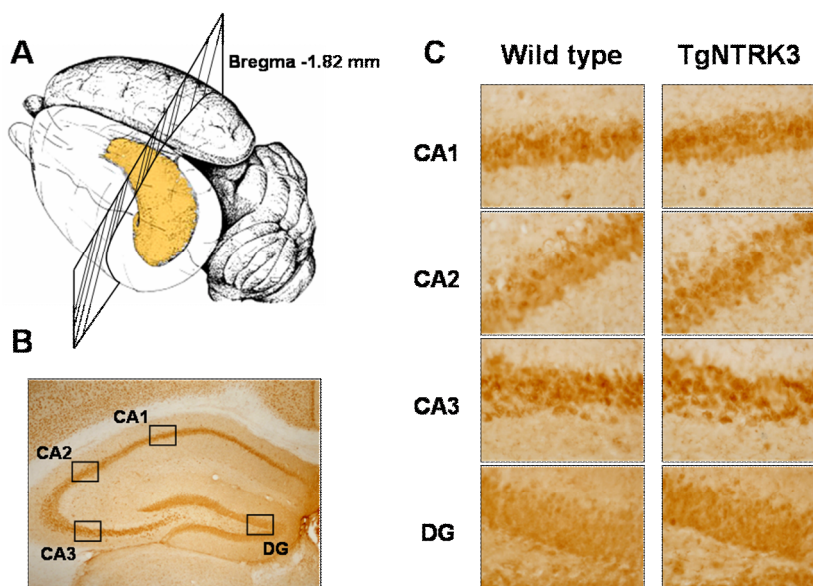 A
Bregma -1.82 mm
B
CA1
CA2
CA3
DG
C
Wild type TgNTRK3
CA1
CA2
CA3
DG